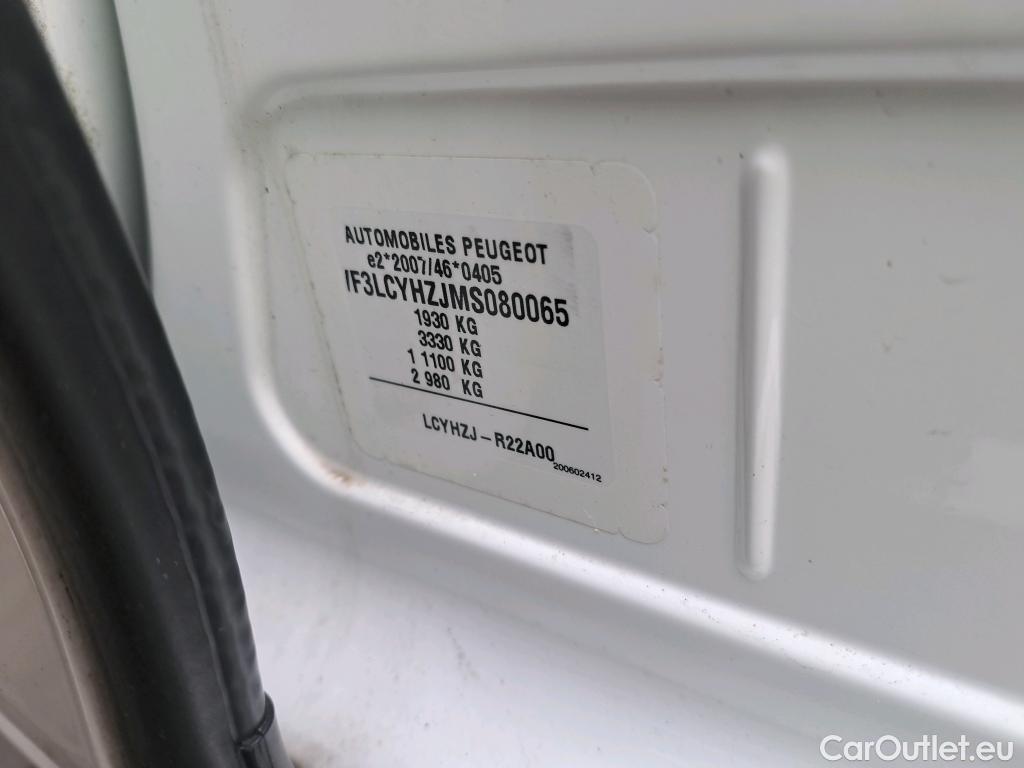 AUTOMOBILES PEUGEOT
e2*2007/46*0405
VF3LCYHZJMS080065
1930 KG
3330 KG
1 1100 KG
2 980 KG
LCYHZJ – R22A00
200602412
CarOutlet.eu